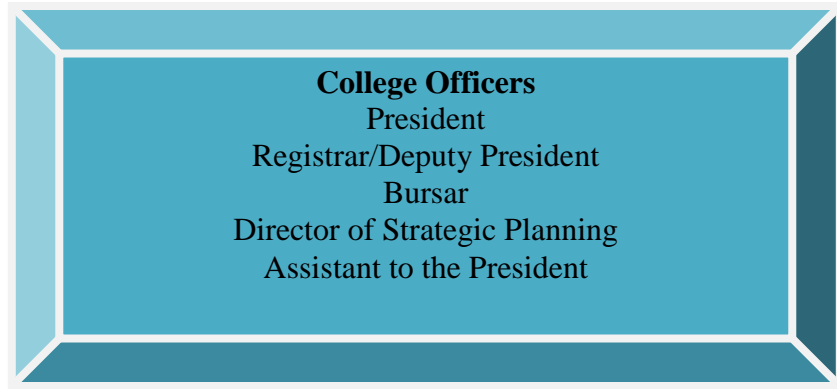 College Officers
President
Registrar/Deputy President
Bursar
Director of Strategic Planning
Assistant to the President